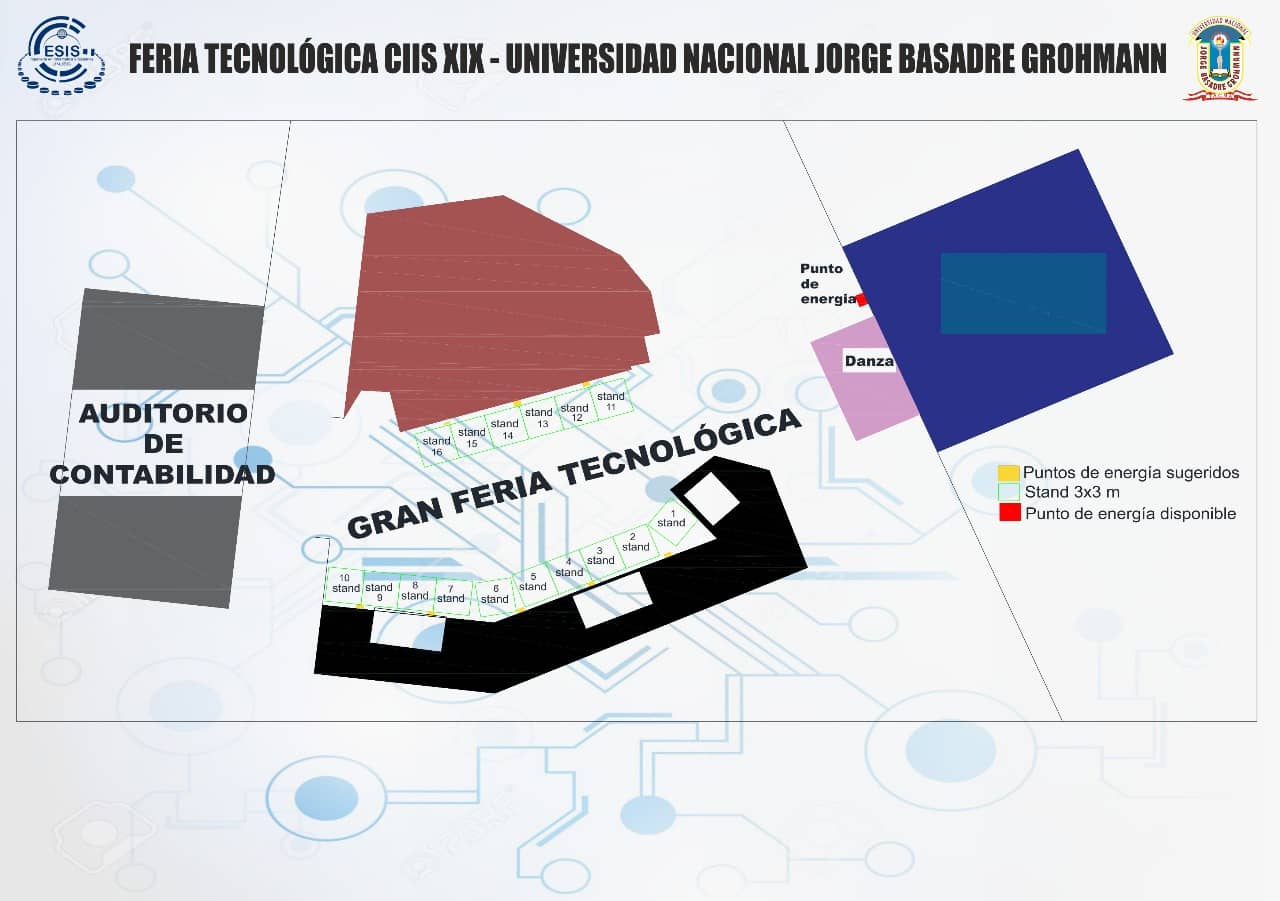 ESIS
FERIA TECNOLÓGICA CIIS XIX - UNIVERSIDAD NACIONAL JORGE BASADRE GROHMANN
UNIVERSIDAD NACIONAL
JORGE BASADRE GROHMANN
TACNA
Punto
de
energia
Danza
stand
11
stand
12
stand
13
stand
14
stand
15
stand
16
AUDITORIO
DE
CONTABILIDAD
GRAN FERIA TECNOLÓGICA
Puntos de energía sugeridos
Stand 3x3 m
Punto de energía disponible
1
stand
2
stand
3
stand
4
stand
5
stand
6
stand
7
stand
8
stand
stand
9
10
stand